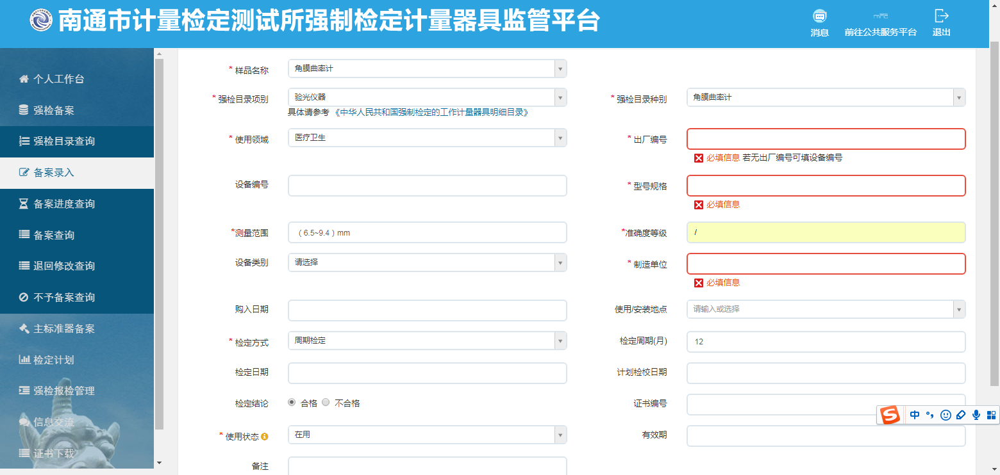 南通市计量检定测试所强制检定计量器具监管平台
消息
前往公共服务平台
退出
个人工作台
强检备案
强检目录查询
备案录入
备案进度查询
备案查询
退回修改查询
不予备案查询
主标准器备案
检定计划
强检报检管理
信息交流
证书下载
* 样品名称 角膜曲率计
* 强检目录项别 验光仪器
* 强检目录种别 角膜曲率计
具体请参考 《中华人民共和国强制检定的工作计量器具明细目录》
* 使用领域 医疗卫生
* 出厂编号
必填信息 若无出厂编号可填设备编号
设备编号
* 型号规格
必填信息
*测量范围 （6.5~9.4）mm
*准确度等级 /
设备类别 请选择
* 制造单位
必填信息
购入日期
使用/安装地点 请输入或选择
* 检定方式 周期检定
检定周期(月) 12
检定日期
计划检校日期
检定结论 合格 不合格
证书编号
* 使用状态 在用
有效期
备注
S 中